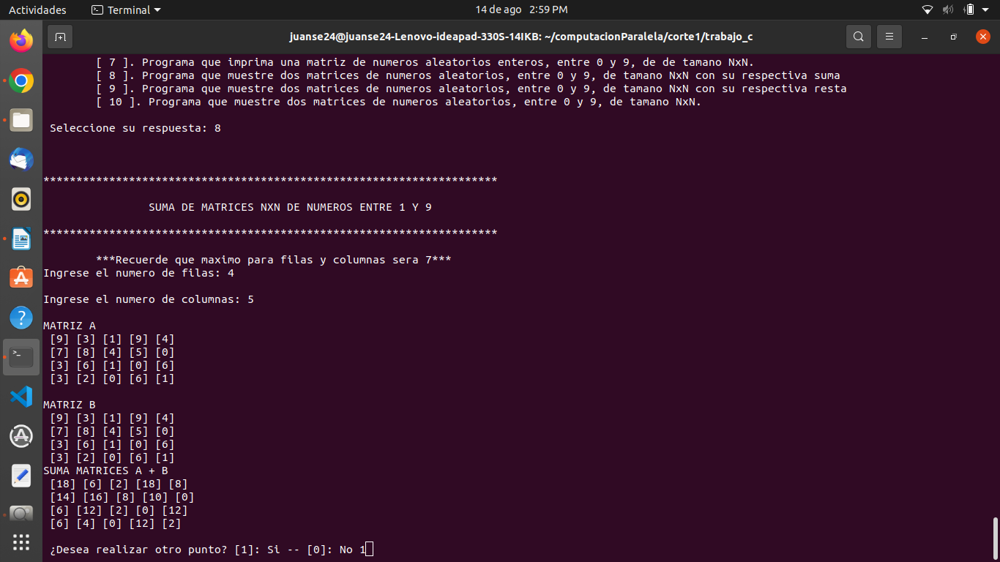 Actividades Terminal 14 de ago 2:59 PM
juanse24@juanse24-Lenovo-ideapad-330S-14IKB: ~/computacionParalela/corte1/trabajo_c
[ 7 ]. Programa que imprima una matriz de numeros aleatorios enteros, entre 0 y 9, de de tamano NxN.
[ 8 ]. Programa que muestre dos matrices de numeros aleatorios, entre 0 y 9, de tamano NxN con su respectiva suma
[ 9 ]. Programa que muestre dos matrices de numeros aleatorios, entre 0 y 9, de tamano NxN con su respectiva resta
[ 10 ]. Programa que muestre dos matrices de numeros aleatorios, entre 0 y 9, de tamano NxN.
Seleccione su respuesta: 8
*********************************************************************
SUMA DE MATRICES NXN DE NUMEROS ENTRE 1 Y 9
*********************************************************************
***Recuerde que maximo para filas y columnas sera 7***
Ingrese el numero de filas: 4
Ingrese el numero de columnas: 5
MATRIZ A
[9] [3] [1] [9] [4]
[7] [8] [4] [5] [0]
[3] [6] [1] [0] [6]
[3] [2] [0] [6] [1]
MATRIZ B
[9] [3] [1] [9] [4]
[7] [8] [4] [5] [0]
[3] [6] [1] [0] [6]
[3] [2] [0] [6] [1]
SUMA MATRICES A + B
[18] [6] [2] [18] [8]
[14] [16] [8] [10] [0]
[6] [12] [2] [0] [12]
[6] [4] [0] [12] [2]
¿Desea realizar otro punto? [1]: Si -- [0]: No 1